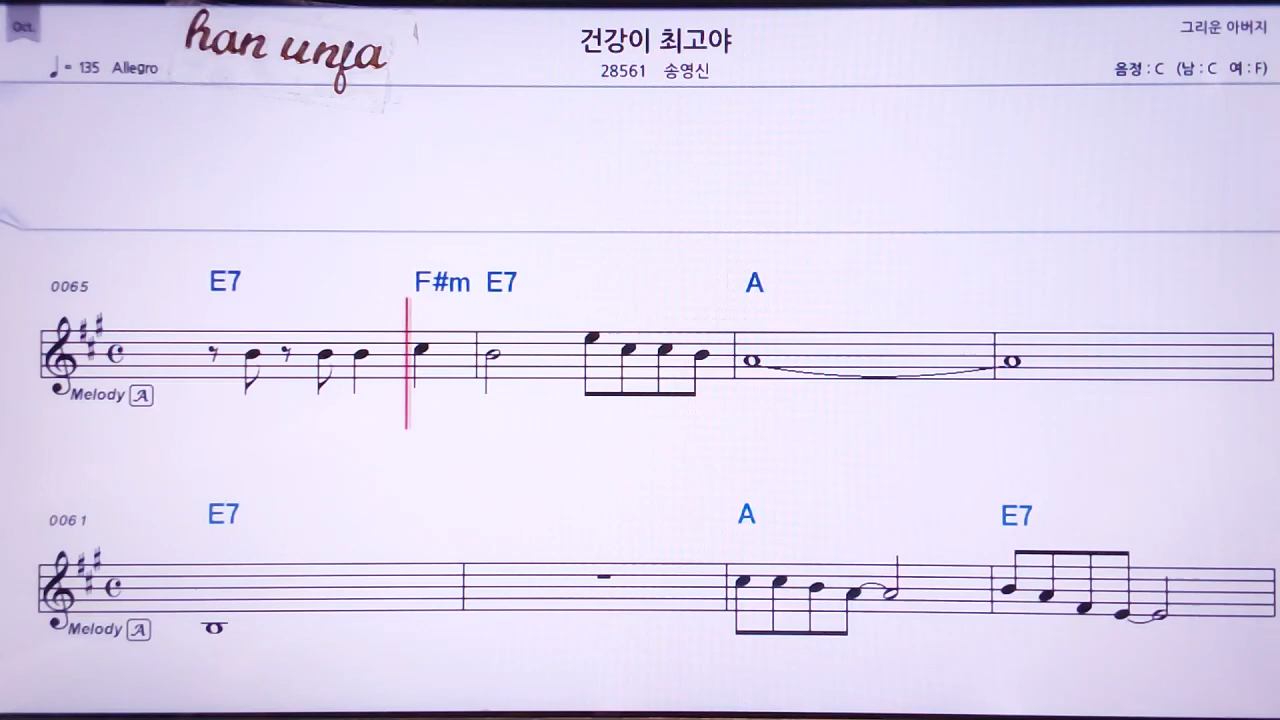 Oct.
han unfa
♩= 135 Allegro
건강이 최고야
28561 송영신
그리운 아버지
음정 : C (남 : C 여 : F)
0065
E7 F#m E7 A
Melody A
0061
E7 A E7
Melody A